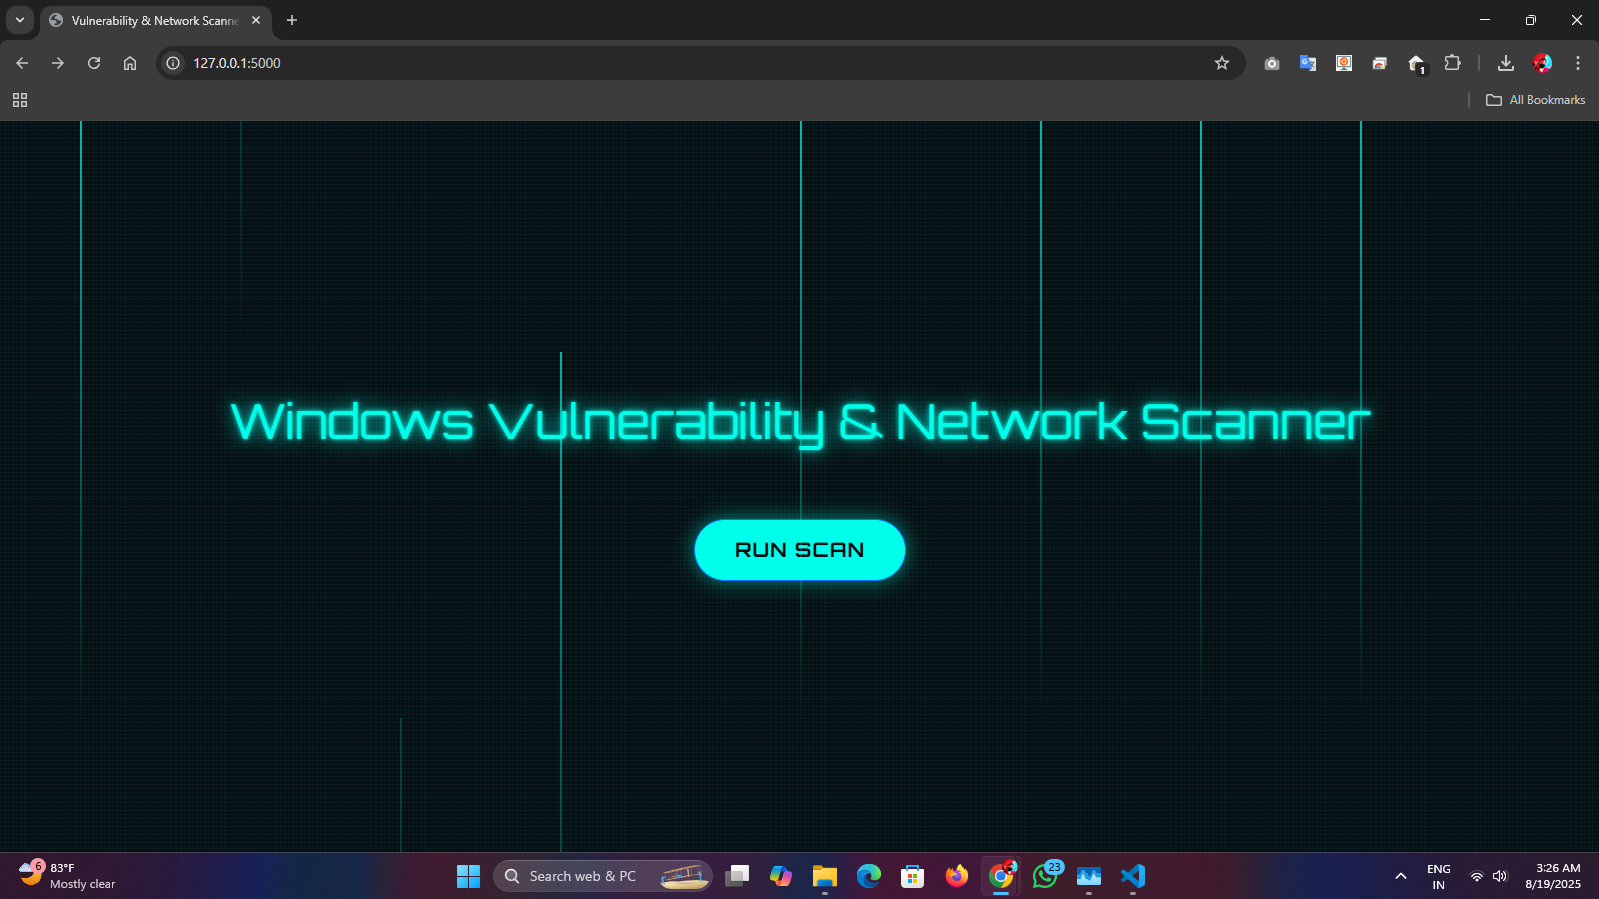 Vulnerability & Network Scanne
127.0.0.1:5000
1
All Bookmarks
Windows Vulnerability & Network Scanner
RUN SCAN
6
83°F
Mostly clear
Search web & PC
23
ENG
IN
3:26 AM
8/19/2025